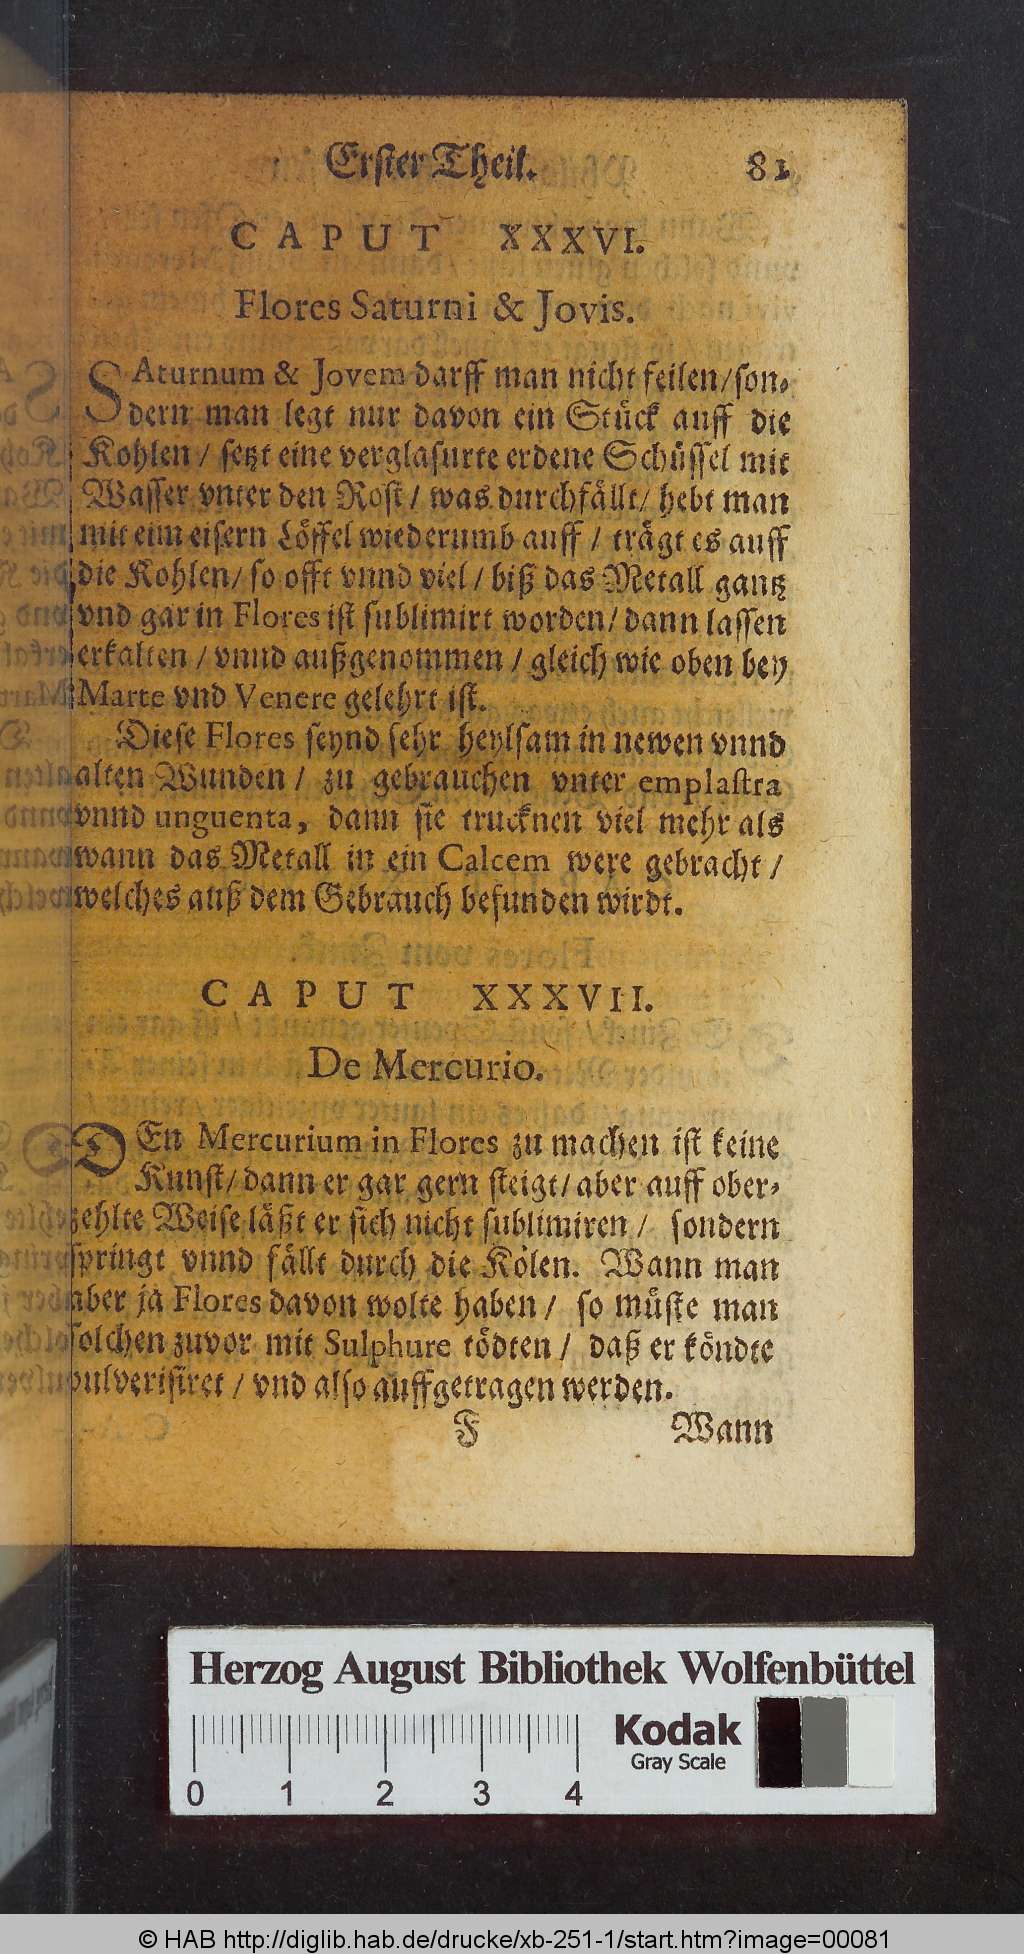 Erster Theil. 81
CAPUT XXXVI.
Flores Saturni & Jovis.
SAturnum & Jovem darff man nicht feilen/son-
dern man legt nur davon ein Stück auff die
Kohlen / setzt eine verglasurte erdene Schüssel mit
Wasser vnter den Rost / was durchfällt/ hebt man
mit eim eisern Löffel wiederumb auff / trägt es auff
die Kohlen/ so offt vnnd viel / biß das Metall gantz
vnd gar in Flores ist sublimirt worden/ dann lassen
erkalten / vnnd außgenommen / gleich wie oben bey
Marte vnd Venere gelehrt ist.
Diese Flores seynd sehr heylsam in newen vnnd
alten Wunden / zu gebrauchen vnter emplastra
vnnd unguenta, dann sie trucknen viel mehr als
wann das Metall in ein Calcem were gebracht /
welches auß dem Gebrauch befunden wirdt.
CAPUT XXXVII.
De Mercurio.
DEn Mercurium in Flores zu machen ist keine
Kunst/ dann er gar gern steigt/ aber auff ober-
zehlte Weise läßt er sich nicht sublimiren / sondern
springt vnnd fällt durch die Kolen. Wann man
aber ja Flores davon wolte haben / so müste man
solchen zuvor mit Sulphure tödten / daß er köndte
pulverisiret / vnd also auffgetragen werden.
F Wann
Herzog August Bibliothek Wolfenbüttel
Kodak
Gray Scale
0 1 2 3 4
© HAB http://diglib.hab.de/drucke/xb-251-1/start.htm?image=00081